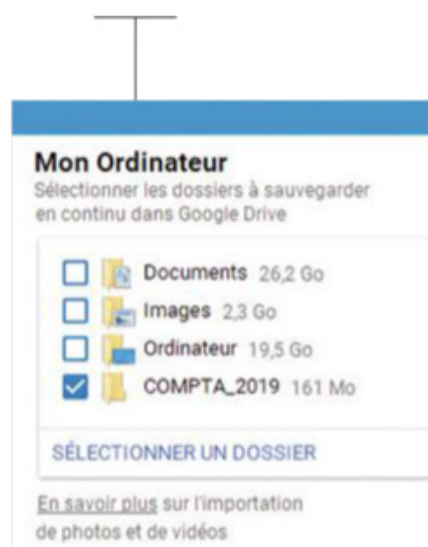 Mon Ordinateur
Sélectionner les dossiers à sauvegarder
en continu dans Google Drive
Documents 26,2 Go
Images 2,3 Go
Ordinateur 19,5 Go
COMPTA_2019 161 Mo
SÉLECTIONNER UN DOSSIER
En savoir plus sur l'importation
de photos et de vidéos